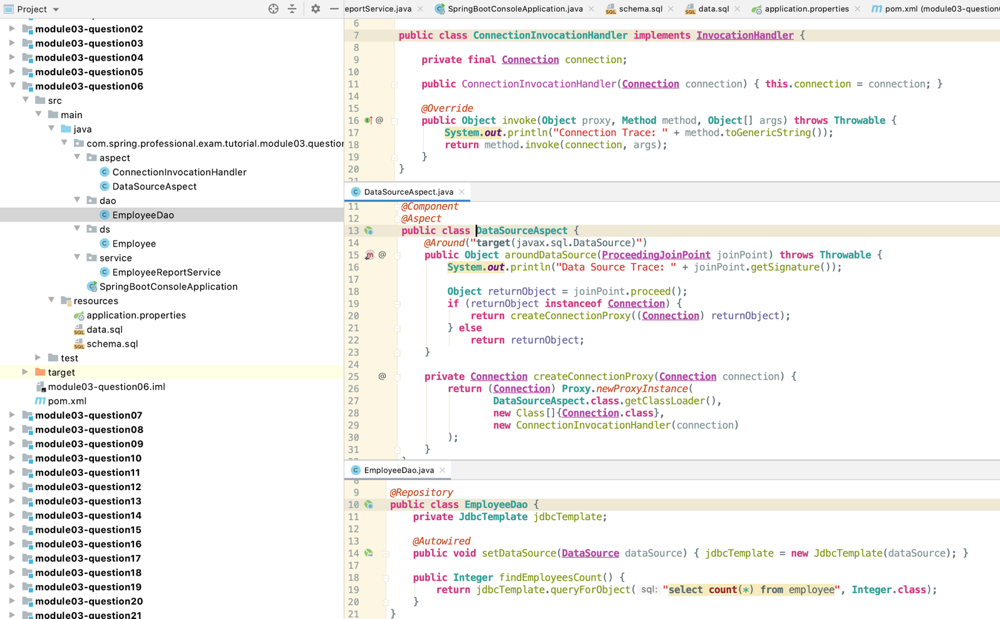 Project
module03-question02
module03-question03
module03-question04
module03-question05
module03-question06
src
main
java
com.spring.professional.exam.tutorial.module03.question
aspect
ConnectionInvocationHandler
DataSourceAspect
dao
EmployeeDao
ds
Employee
service
EmployeeReportService
SpringBootConsoleApplication
resources
application.properties
data.sql
schema.sql
test
target
module03-question06.iml
pom.xml
module03-question07
module03-question08
module03-question09
module03-question10
module03-question11
module03-question12
module03-question13
module03-question14
module03-question15
module03-question16
module03-question17
module03-question18
module03-question19
module03-question20
module03-question21
eportService.java SpringBootConsoleApplication.java schema.sql data.sql application.properties pom.xml (module03-question
6
7 public class ConnectionInvocationHandler implements InvocationHandler {
8
9 private final Connection connection;
10
11 public ConnectionInvocationHandler(Connection connection) { this.connection = connection; }
14
15 @Override
16 public Object invoke(Object proxy, Method method, Object[] args) throws Throwable {
17 System.out.println("Connection Trace: " + method.toGenericString());
18 return method.invoke(connection, args);
19 }
20 }
DataSourceAspect.java
11 @Component
12 @Aspect
13 public class DataSourceAspect {
14 @Around("target(javax.sql.DataSource)")
15 public Object aroundDataSource(ProceedingJoinPoint joinPoint) throws Throwable {
16 System.out.println("Data Source Trace: " + joinPoint.getSignature());
17
18 Object returnObject = joinPoint.proceed();
19 if (returnObject instanceof Connection) {
20 return createConnectionProxy((Connection) returnObject);
21 } else
22 return returnObject;
23 }
24
25 private Connection createConnectionProxy(Connection connection) {
26 return (Connection) Proxy.newProxyInstance(
27 DataSourceAspect.class.getClassLoader(),
28 new Class[]{Connection.class},
29 new ConnectionInvocationHandler(connection)
30 );
31 }
EmployeeDao.java
8
9 @Repository
10 public class EmployeeDao {
11 private JdbcTemplate jdbcTemplate;
12
13 @Autowired
14 public void setDataSource(DataSource dataSource) { jdbcTemplate = new JdbcTemplate(dataSource); }
17
18 public Integer findEmployeesCount() {
19 return jdbcTemplate.queryForObject( sql: "select count(*) from employee", Integer.class);
20 }
21 }